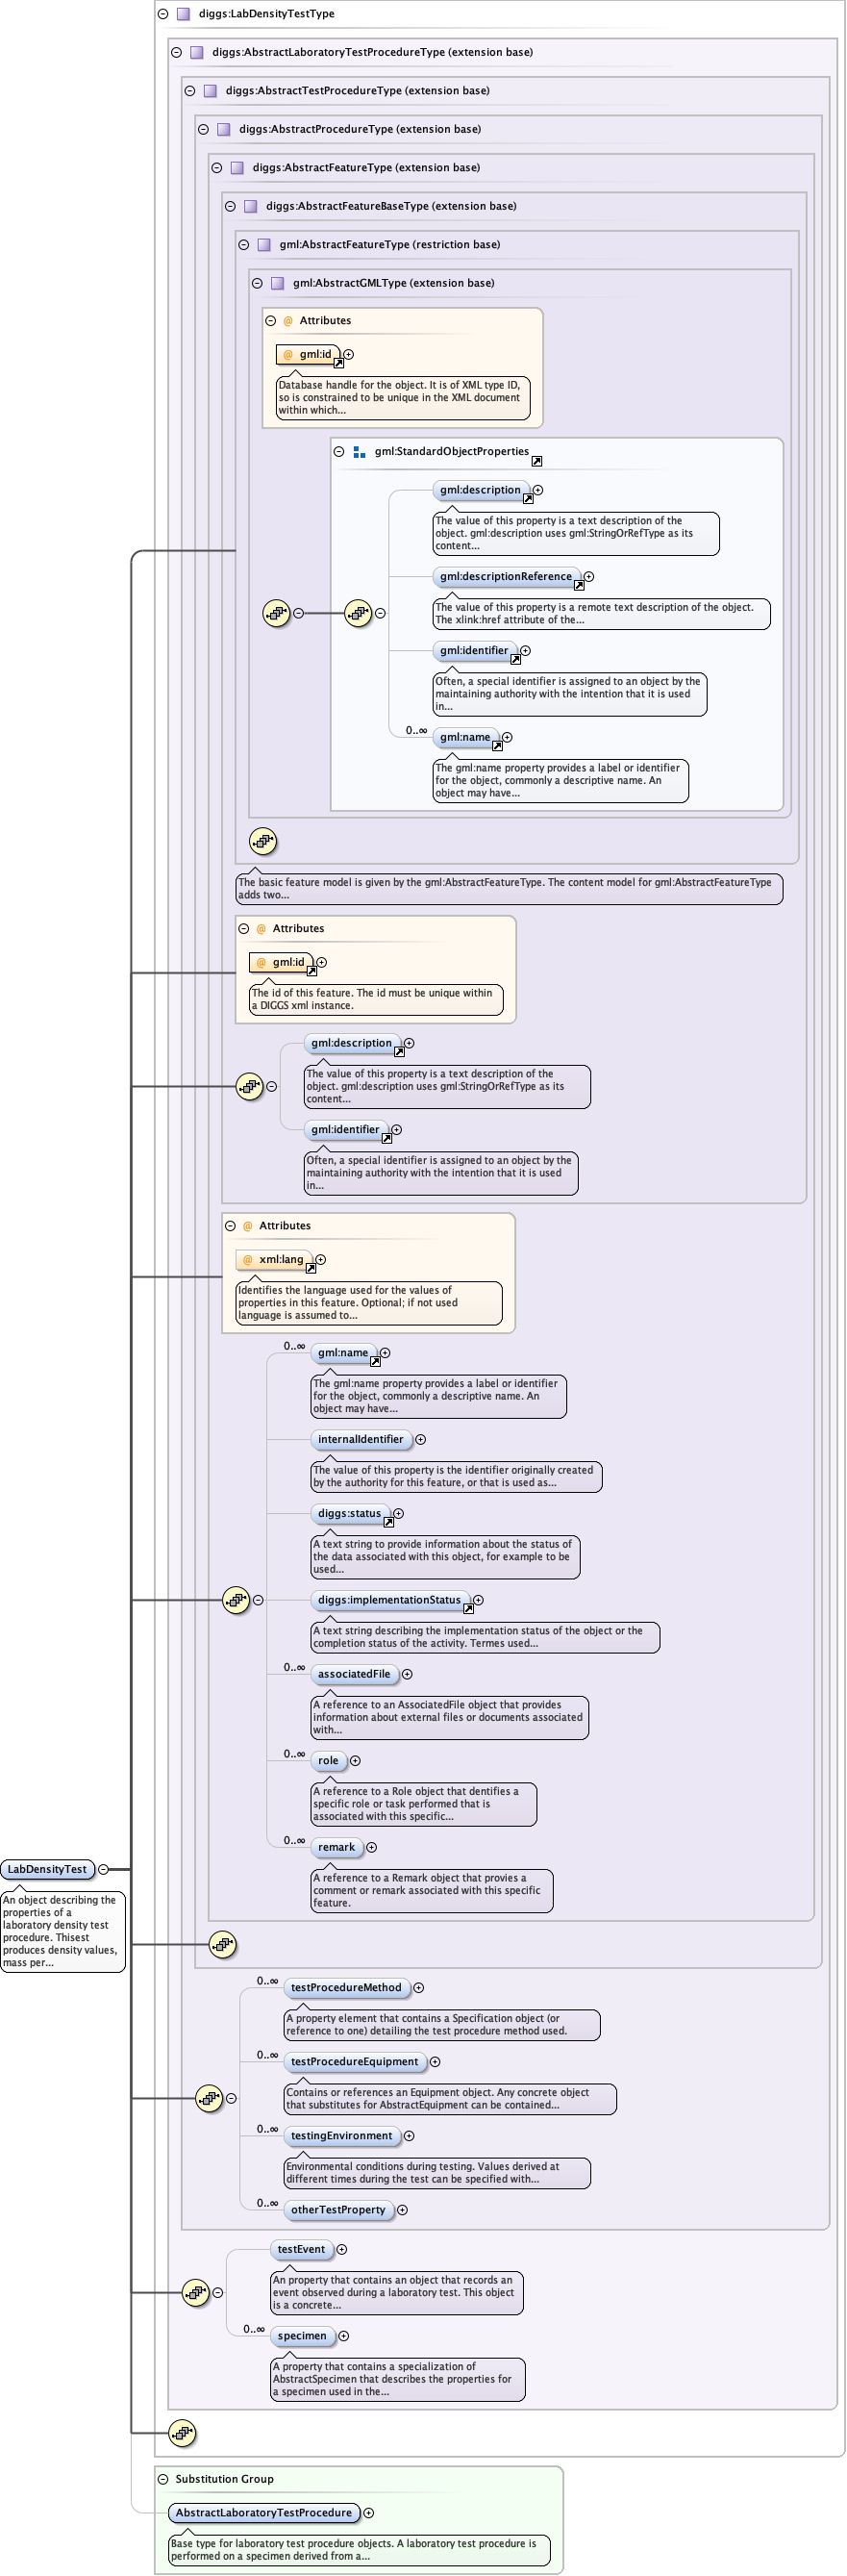 diggs:LabDensityTestType
diggs:AbstractLaboratoryTestProcedureType (extension base)
diggs:AbstractTestProcedureType (extension base)
diggs:AbstractProcedureType (extension base)
diggs:AbstractFeatureType (extension base)
diggs:AbstractFeatureBaseType (extension base)
gml:AbstractFeatureType (restriction base)
gml:AbstractGMLType (extension base)
@ Attributes
@ gml:id
Database handle for the object. It is of XML type ID,
so is constrained to be unique in the XML document
within which...
gml:StandardObjectProperties
gml:description
The value of this property is a text description of the
object. gml:description uses gml:StringOrRefType as its
content...
gml:descriptionReference
The value of this property is a remote text description of the object.
The xlink:href attribute of the...
gml:identifier
Often, a special identifier is assigned to an object by the
maintaining authority with the intention that it is used
in...
0..∞
gml:name
The gml:name property provides a label or identifier
for the object, commonly a descriptive name. An
object may have...
The basic feature model is given by the gml:AbstractFeatureType. The content model for gml:AbstractFeatureType
adds two...
@ Attributes
@ gml:id
The id of this feature. The id must be unique within
a DIGGS xml instance.
gml:description
The value of this property is a text description of the
object. gml:description uses gml:StringOrRefType as its
content...
gml:identifier
Often, a special identifier is assigned to an object by the
maintaining authority with the intention that it is used
in...
@ Attributes
@ xml:lang
Identifies the language used for the values of
properties in this feature. Optional; if not used
language is assumed to...
0..∞
gml:name
The gml:name property provides a label or identifier
for the object, commonly a descriptive name. An
object may have...
internalIdentifier
The value of this property is the identifier originally created
by the authority for this feature, or that is used as...
diggs:status
A text string to provide information about the status of
the data associated with this object, for example to be
used...
diggs:implementationStatus
A text string describing the implementation status of the object or the
completion status of the activity. Termes used...
0..∞
associatedFile
A reference to an AssociatedFile object that provides
information about external files or documents associated
with...
0..∞
role
A reference to a Role object that dentifies a
specific role or task performed that is
associated with this specific...
0..∞
remark
A reference to a Remark object that provies a
comment or remark associated with this specific
feature.
LabDensityTest
An object describing the
properties of a
laboratory density test
procedure. Thisest
produces density values,
mass per...
0..∞
testProcedureMethod
A property element that contains a Specification object (or
reference to one) detailing the test procedure method used.
0..∞
testProcedureEquipment
Contains or references an Equipment object. Any concrete object
that substitutes for AbstractEquipment can be contained...
0..∞
testingEnvironment
Environmental conditions during testing. Values derived at
different times during the test can be specified with...
0..∞
otherTestProperty
testEvent
An property that contains an object that records an
event observed during a laboratory test. This object
is a concrete...
0..∞
specimen
A property that contains a specialization of
AbstractSpecimen that describes the properties for
a specimen used in the...
Substitution Group
AbstractLaboratoryTestProcedure
Base type for laboratory test procedure objects. A laboratory test procedure is
performed on a specimen derived from a...